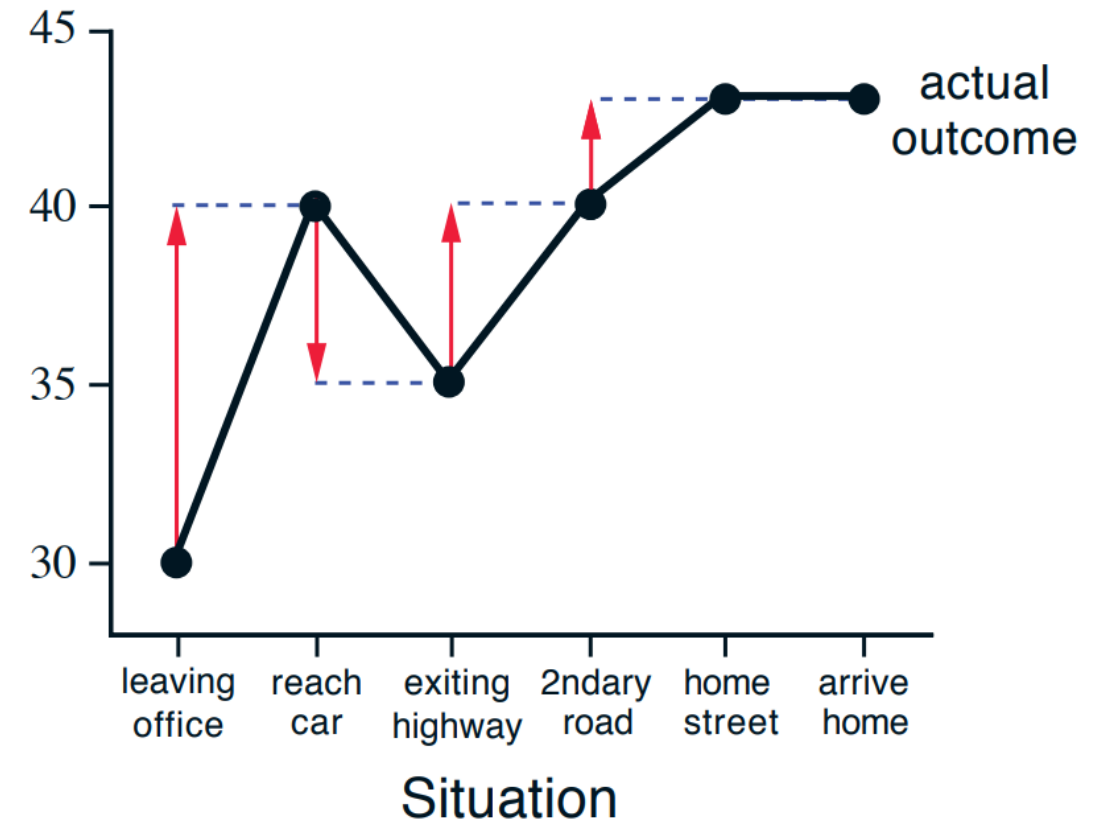 45
40
35
30
actual
outcome
leaving
office
reach
car
exiting
highway
2ndary
road
home
street
arrive
home
Situation